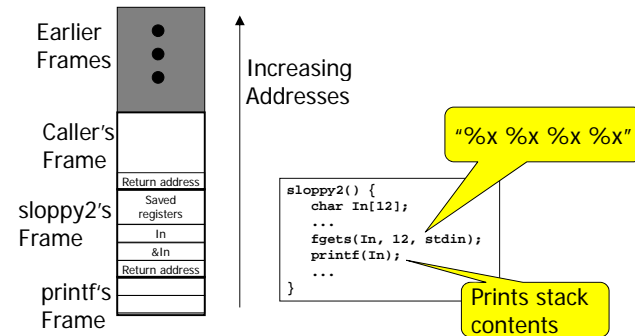 Earlier
Frames
Increasing
Addresses
Caller's
Frame
Return address
sloppy2's
Frame
Saved
registers
In
&In
Return address
printf's
Frame
"%x %x %x %x"
sloppy2() {
char In[12];
...
fgets(In, 12, stdin);
printf(In);
...
}
Prints stack
contents